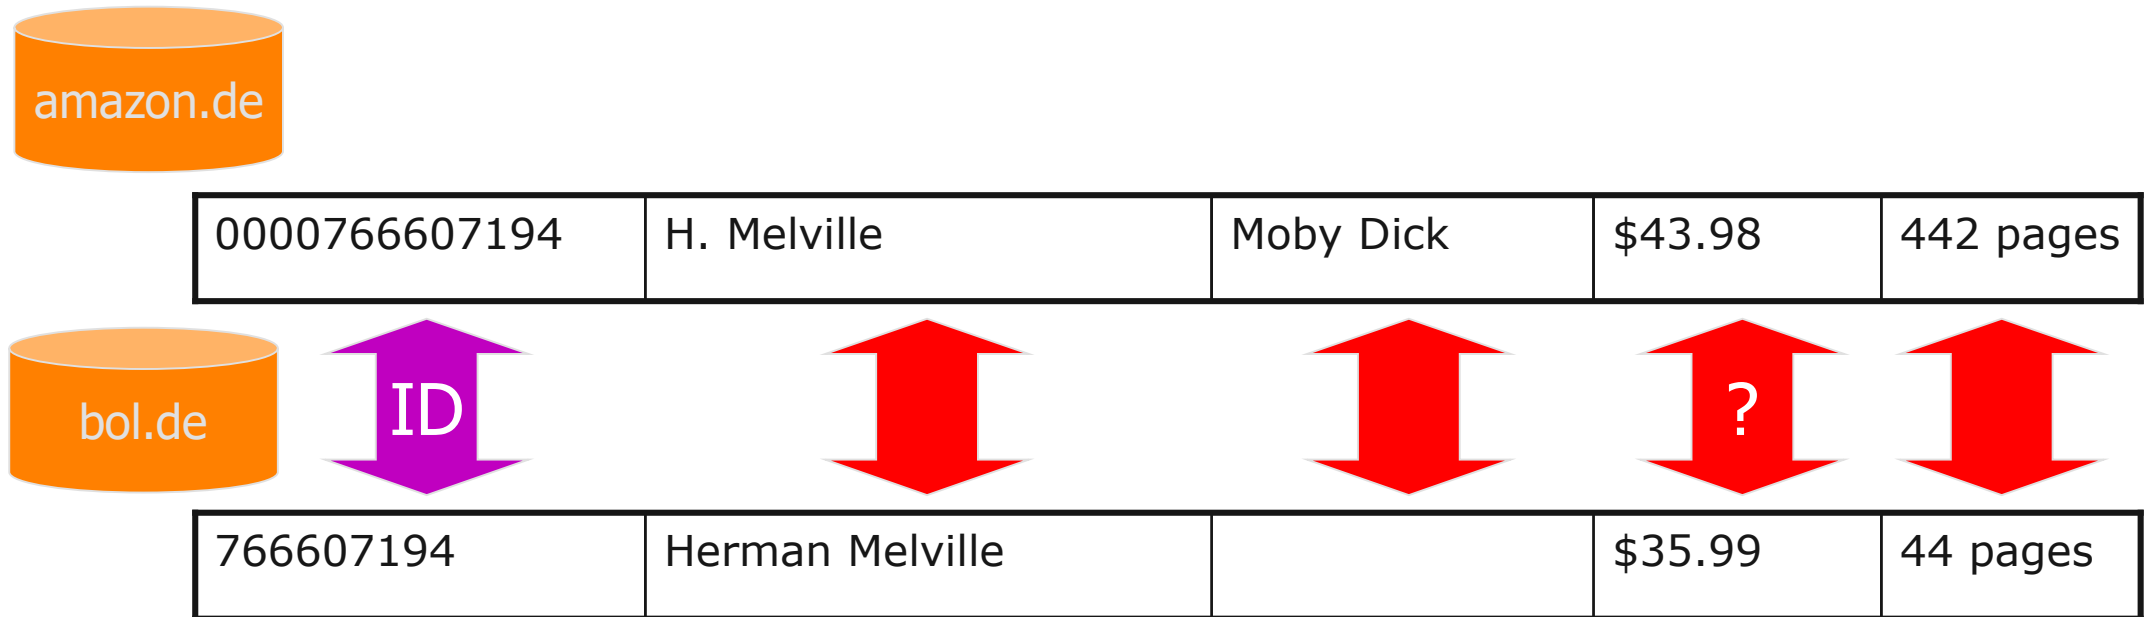 amazon.de
0000766607194 H. Melville Moby Dick $43.98 442 pages
ID ?
bol.de
766607194 Herman Melville $35.99 44 pages